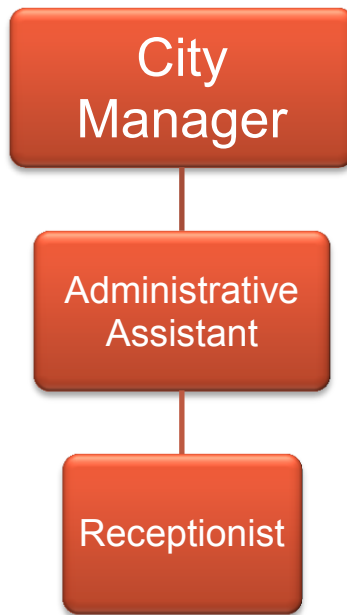 City
Manager
Administrative
Assistant
Receptionist